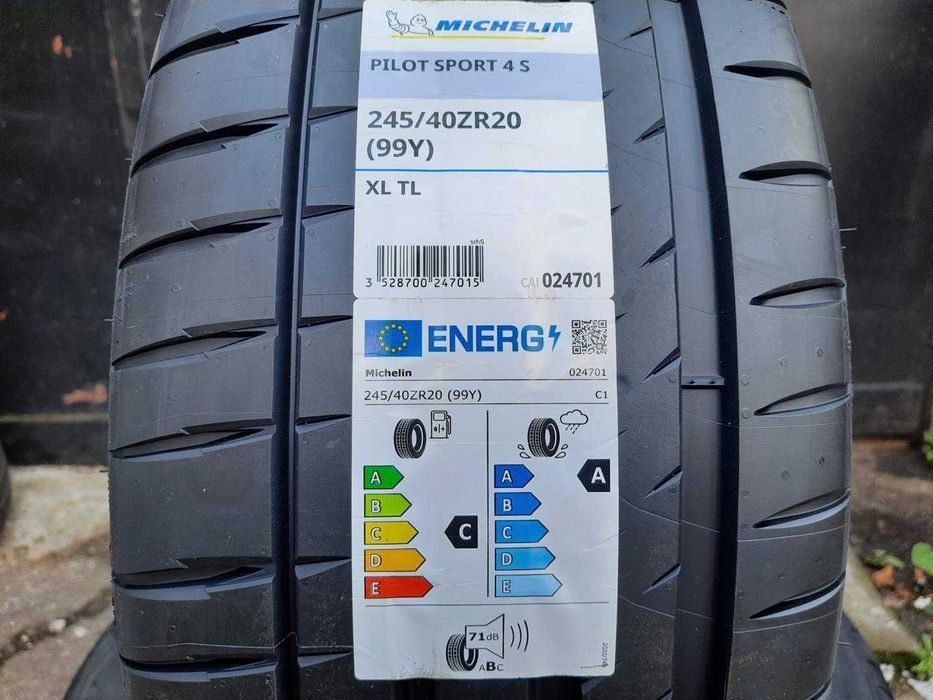 MICHELIN
PILOT SPORT 4 S
245/40ZR20
(99Y)
XL TL
srh5
3 528700 247015
CAI 024701
ENERG
Michelin 024701
245/40ZR20 (99Y) C1
A A A
B B
C C C
D D
E E
71dB
ABC